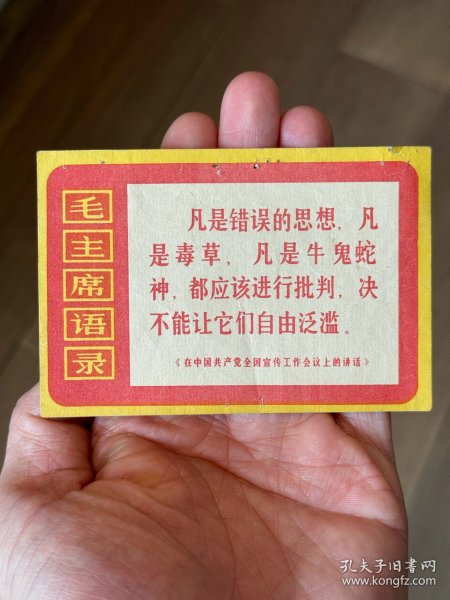 毛主席语录
凡是错误的思想，凡
是毒草，凡是牛鬼蛇
神，都应该进行批判，决
不能让它们自由泛滥。
《在中国共产党全国宣传工作会议上的讲话》
孔夫子旧书网
www.kongfz.com